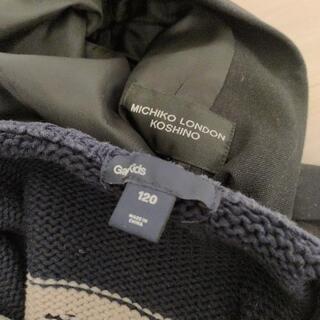 MICHIKO LONDON
KOSHINO
GapKids
120
MADE IN
CHINA